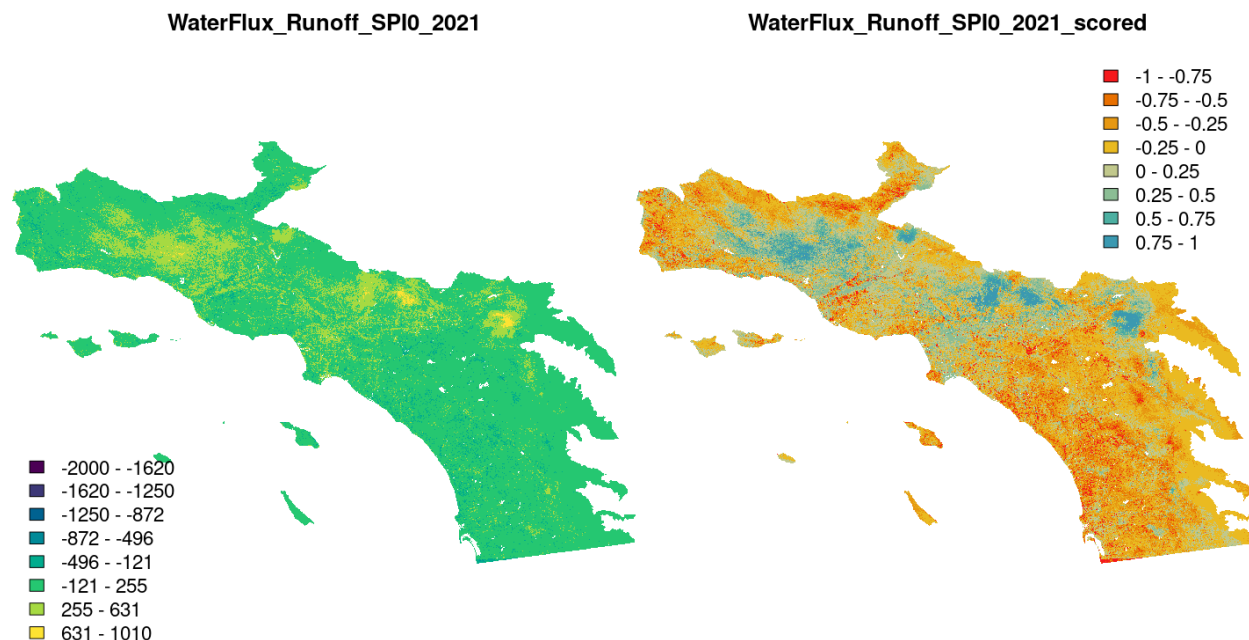 WaterFlux_Runoff_SPI0_2021
-2000 - -1620
-1620 - -1250
-1250 - -872
-872 - -496
-496 - -121
-121 - 255
255 - 631
631 - 1010
WaterFlux_Runoff_SPI0_2021_scored
-1 - -0.75
-0.75 - -0.5
-0.5 - -0.25
-0.25 - 0
0 - 0.25
0.25 - 0.5
0.5 - 0.75
0.75 - 1